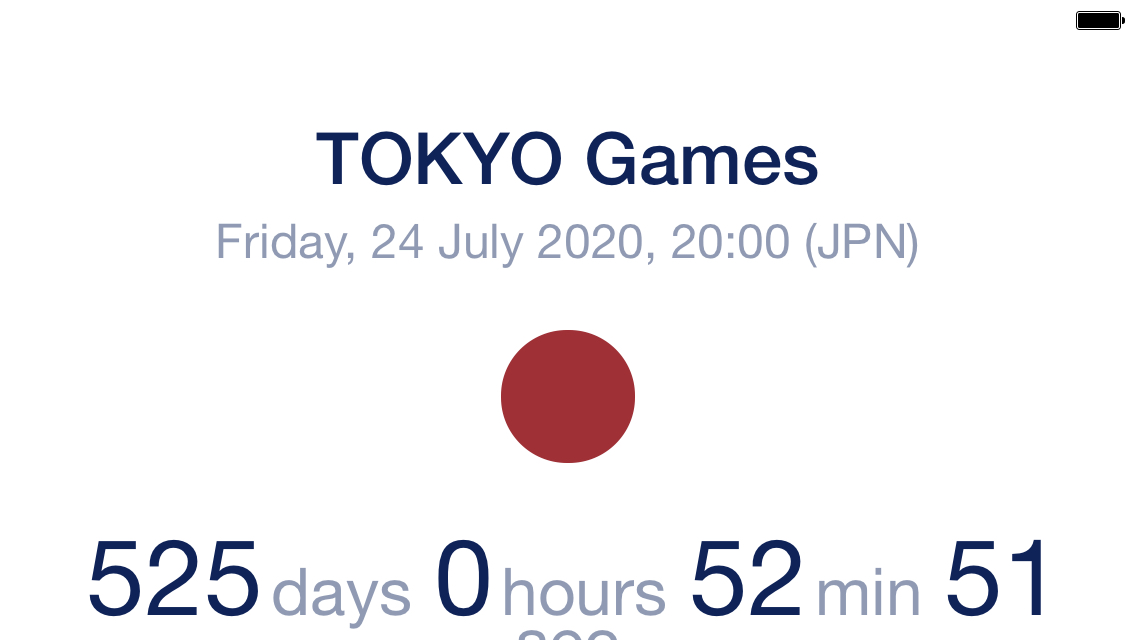 TOKYO Games
Friday, 24 July 2020, 20:00 (JPN)
525 days 0 hours 52 min 51